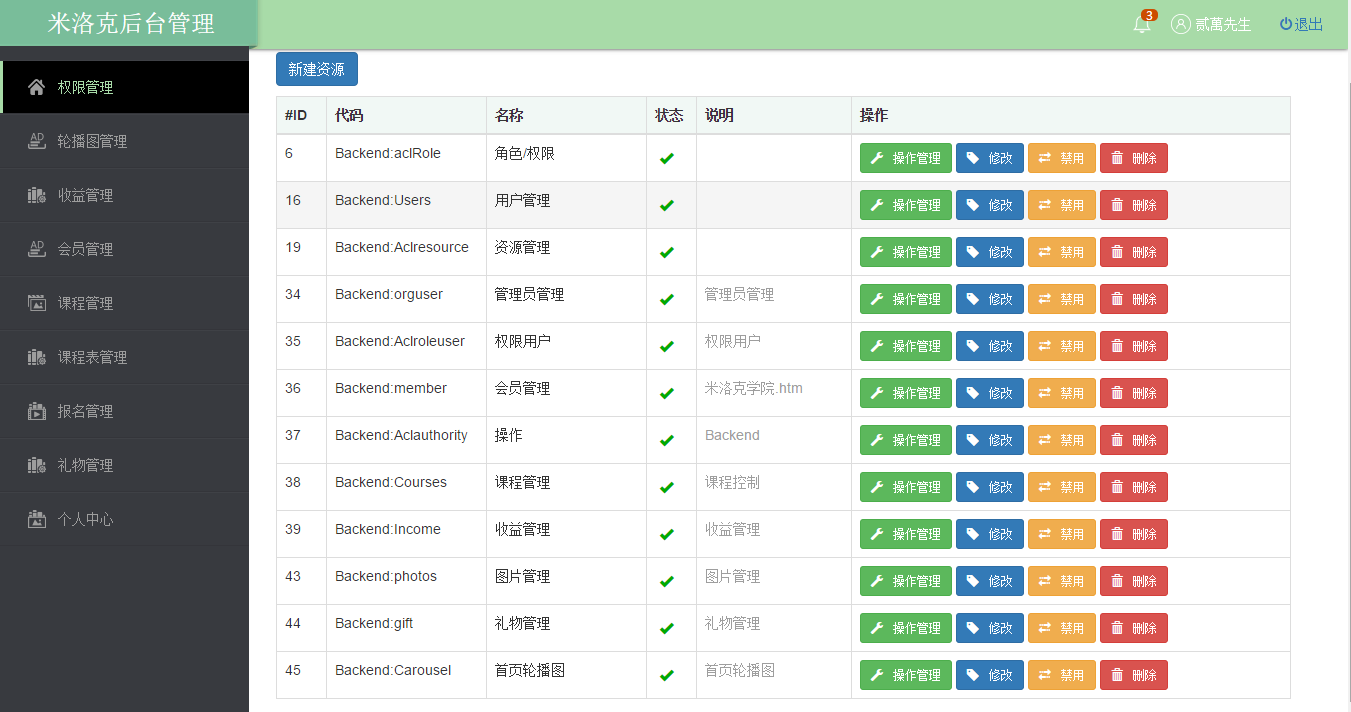 米洛克后台管理
3
贰萬先生
退出
权限管理
轮播图管理
收益管理
会员管理
课程管理
课程表管理
报名管理
礼物管理
个人中心
新建资源
#ID 代码 名称 状态 说明 操作
6 Backend:aclRole 角色/权限 操作管理 修改 禁用 删除
16 Backend:Users 用户管理 操作管理 修改 禁用 删除
19 Backend:Aclresource 资源管理 操作管理 修改 禁用 删除
34 Backend:orguser 管理员管理 管理员管理 操作管理 修改 禁用 删除
35 Backend:Aclroleuser 权限用户 权限用户 操作管理 修改 禁用 删除
36 Backend:member 会员管理 米洛克学院.htm 操作管理 修改 禁用 删除
37 Backend:Aclauthority 操作 Backend 操作管理 修改 禁用 删除
38 Backend:Courses 课程管理 课程控制 操作管理 修改 禁用 删除
39 Backend:Income 收益管理 收益管理 操作管理 修改 禁用 删除
43 Backend:photos 图片管理 图片管理 操作管理 修改 禁用 删除
44 Backend:gift 礼物管理 礼物管理 操作管理 修改 禁用 删除
45 Backend:Carousel 首页轮播图 首页轮播图 操作管理 修改 禁用 删除